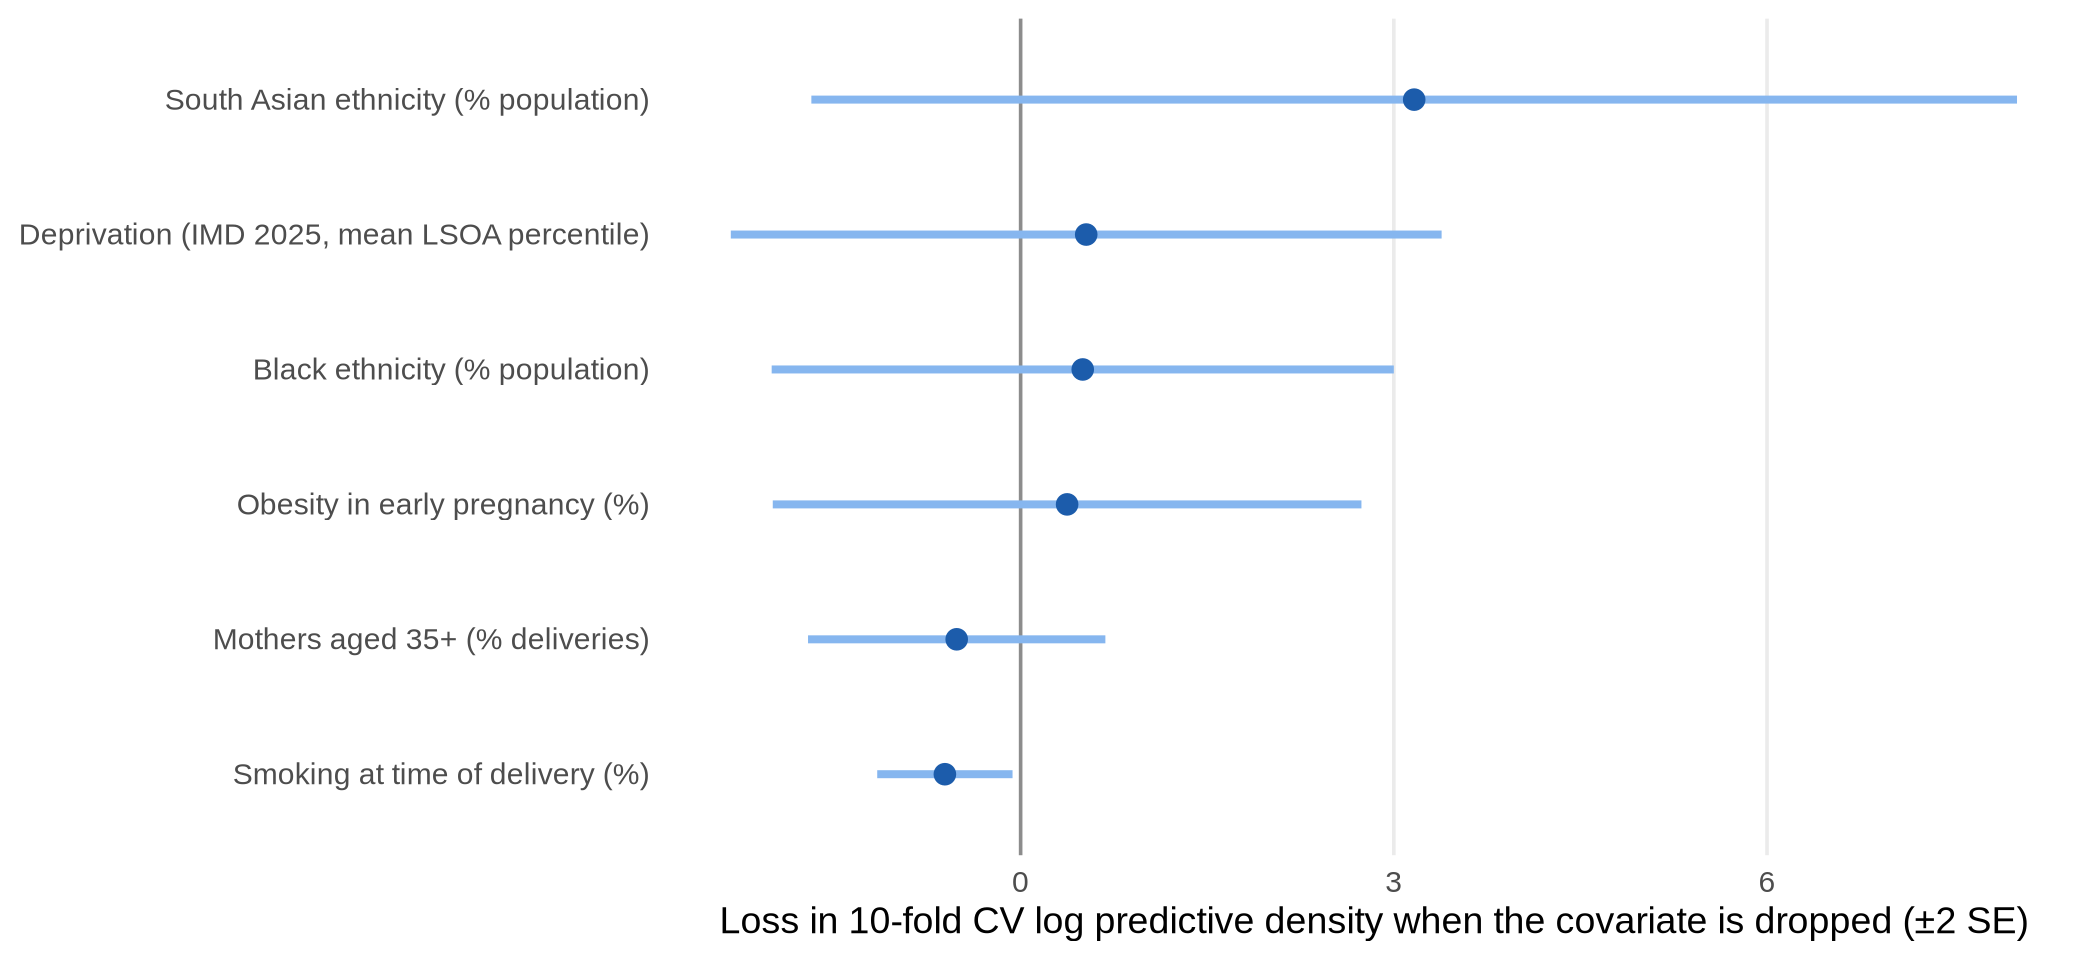 South Asian ethnicity (% population)
Deprivation (IMD 2025, mean LSOA percentile)
Black ethnicity (% population)
Obesity in early pregnancy (%)
Mothers aged 35+ (% deliveries)
Smoking at time of delivery (%)
0 3 6
Loss in 10-fold CV log predictive density when the covariate is dropped (±2 SE)